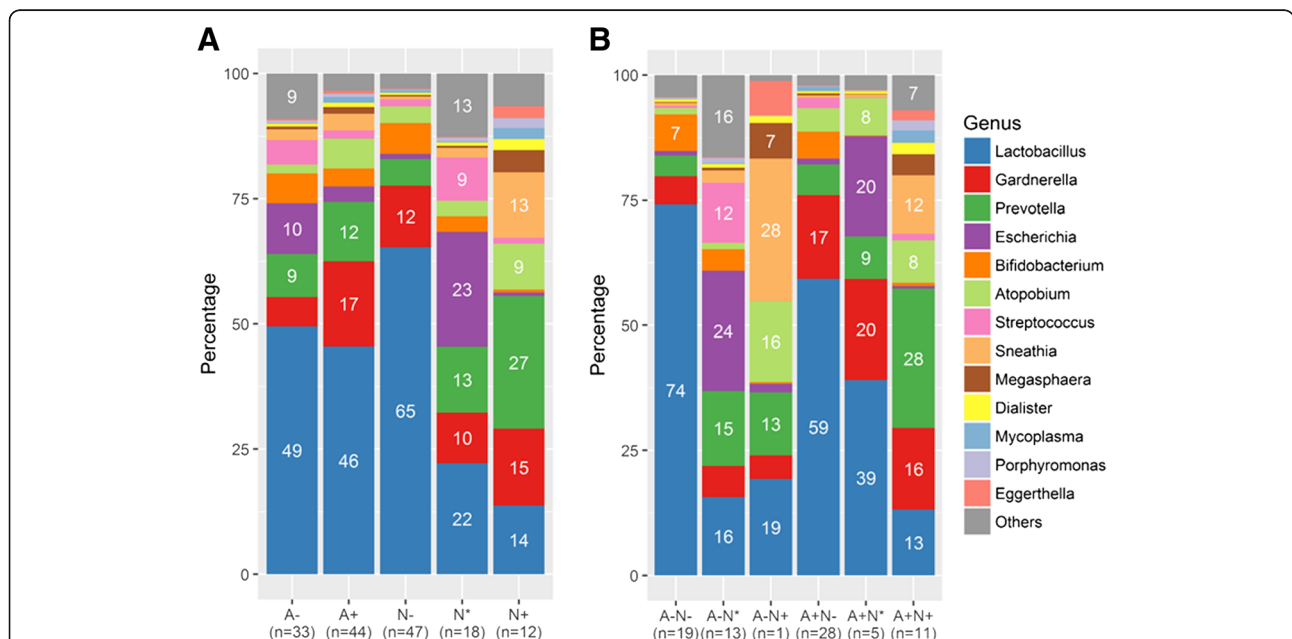 A
B
Percentage
100
75
50
25
0
9
10
9
49
12
17
46
12
65
13
9
23
13
10
22
13
9
27
15
14
A-
(n=33)
A+
(n=44)
N-
(n=47)
N*
(n=18)
N+
(n=12)
Percentage
100
75
50
25
0
7
74
16
12
24
15
16
7
28
16
13
19
17
59
8
20
9
20
39
7
12
8
28
16
13
A-N-
(n=19)
A-N*
(n=13)
A-N+
(n=1)
A+N-
(n=28)
A+N*
(n=5)
A+N+
(n=11)
Genus
Lactobacillus
Gardnerella
Prevotella
Escherichia
Bifidobacterium
Atopobium
Streptococcus
Sneathia
Megasphaera
Dialister
Mycoplasma
Porphyromonas
Eggerthella
Others